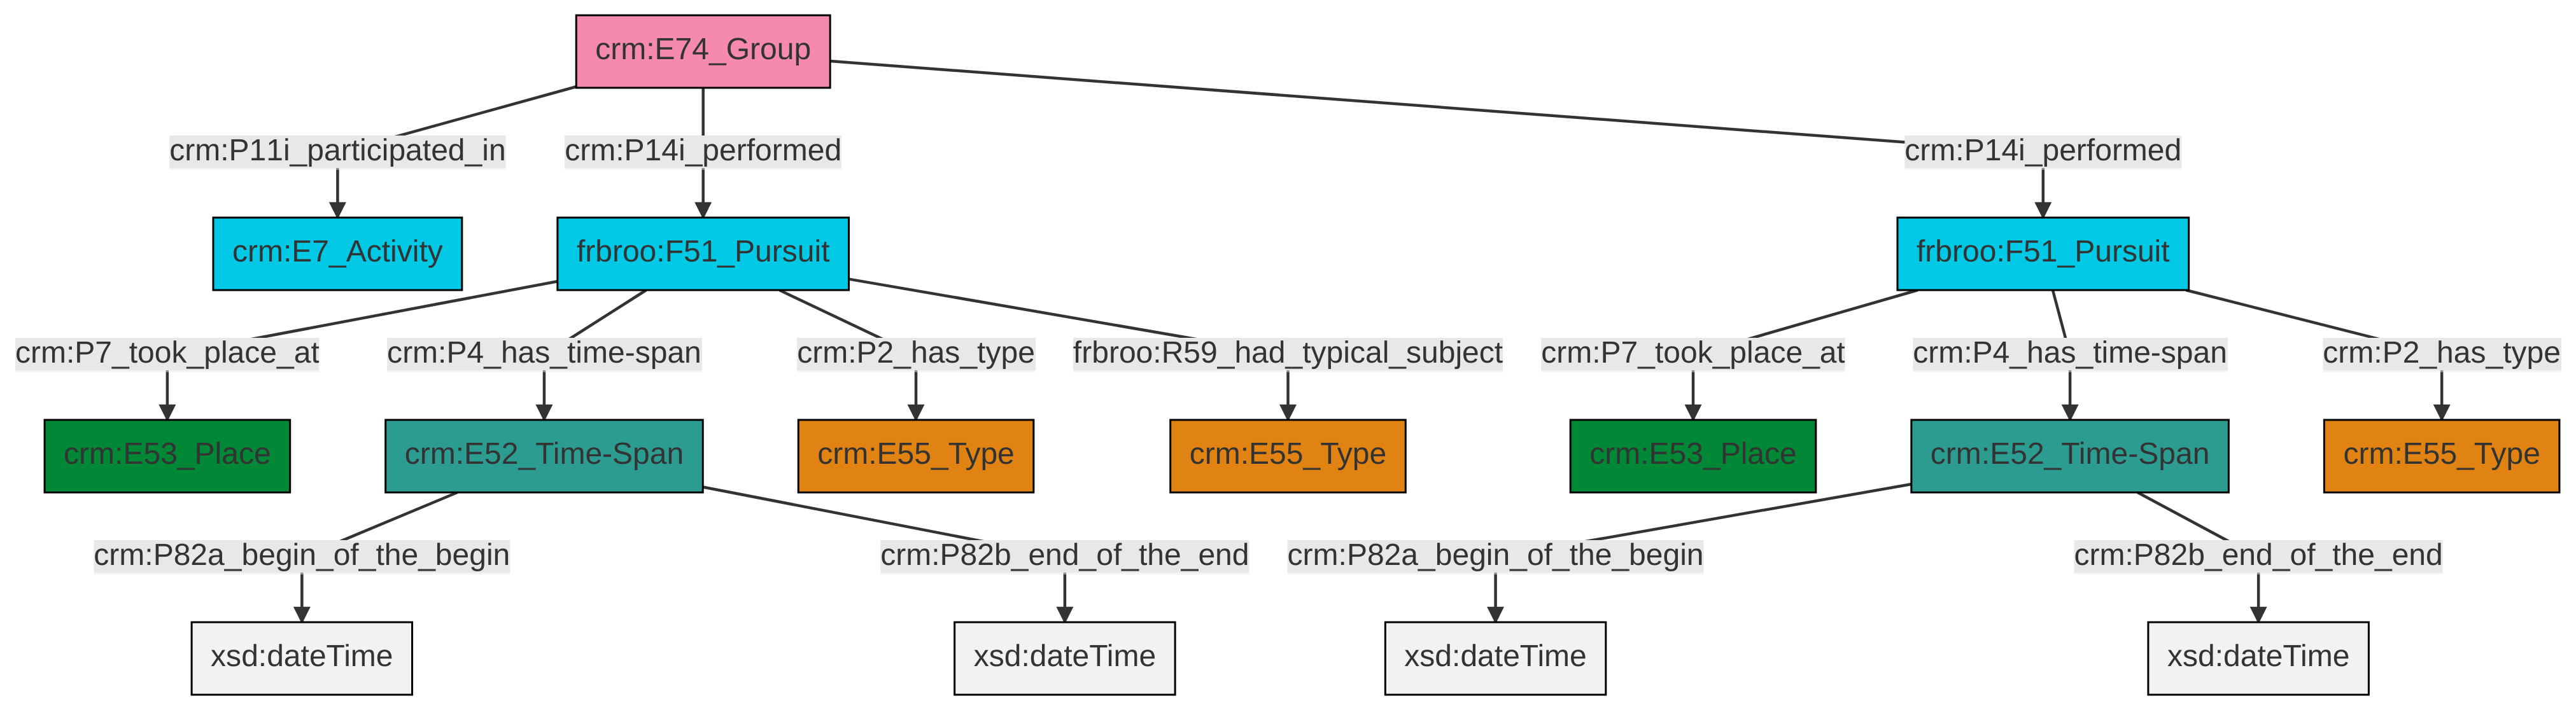 crm:E74_Group
crm:P11i_participated_in
crm:P14i_performed
crm:P14i_performed
crm:E7_Activity
frbroo:F51_Pursuit
frbroo:F51_Pursuit
crm:P7_took_place_at
crm:P4_has_time-span
crm:P2_has_type
frbroo:R59_had_typical_subject
crm:P7_took_place_at
crm:P4_has_time-span
crm:P2_has_type
crm:E53_Place
crm:E52_Time-Span
crm:E55_Type
crm:E55_Type
crm:E53_Place
crm:E52_Time-Span
crm:E55_Type
crm:P82a_begin_of_the_begin
crm:P82b_end_of_the_end
crm:P82a_begin_of_the_begin
crm:P82b_end_of_the_end
xsd:dateTime
xsd:dateTime
xsd:dateTime
xsd:dateTime